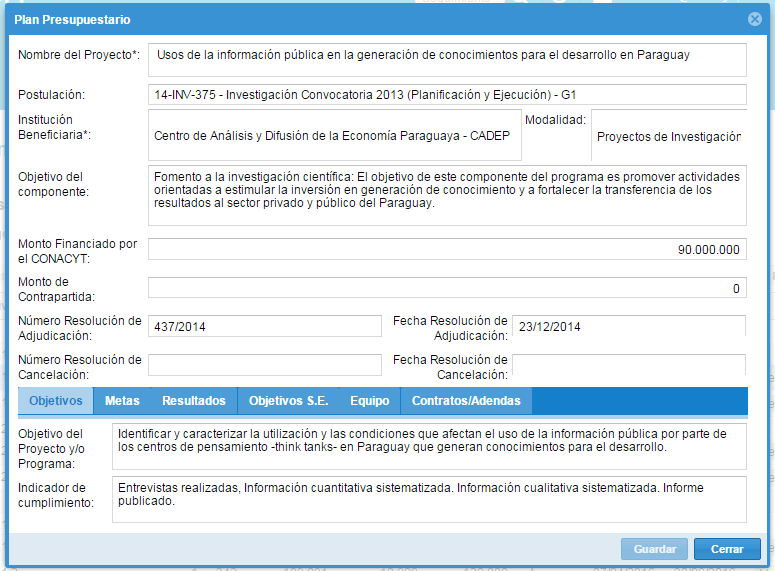 Plan Presupuestario
Nombre del Proyecto*: Usos de la información pública en la generación de conocimientos para el desarrollo en Paraguay
Postulación: 14-INV-375 - Investigación Convocatoria 2013 (Planificación y Ejecución) - G1
Institución
Beneficiaria*: Centro de Análisis y Difusión de la Economía Paraguaya - CADEP
Modalidad: Proyectos de Investigación
Objetivo del
componente:
Fomento a la investigación científica: El objetivo de este componente del programa es promover actividades
orientadas a estimular la inversión en generación de conocimiento y a fortalecer la transferencia de los
resultados al sector privado y público del Paraguay.
Monto Financiado por
el CONACYT: 90.000.000
Monto de
Contrapartida: 0
Número Resolución de
Adjudicación: 437/2014
Fecha Resolución de
Adjudicación: 23/12/2014
Número Resolución de
Cancelación:
Fecha Resolución de
Cancelación:
Objetivos Metas Resultados Objetivos S.E. Equipo Contratos/Adendas
Objetivo del
Proyecto y/o
Programa:
Identificar y caracterizar la utilización y las condiciones que afectan el uso de la información pública por parte de
los centros de pensamiento -think tanks- en Paraguay que generan conocimientos para el desarrollo.
Indicador de
cumplimiento:
Entrevistas realizadas, Información cuantitativa sistematizada. Información cualitativa sistematizada. Informe
publicado.
Guardar Cerrar